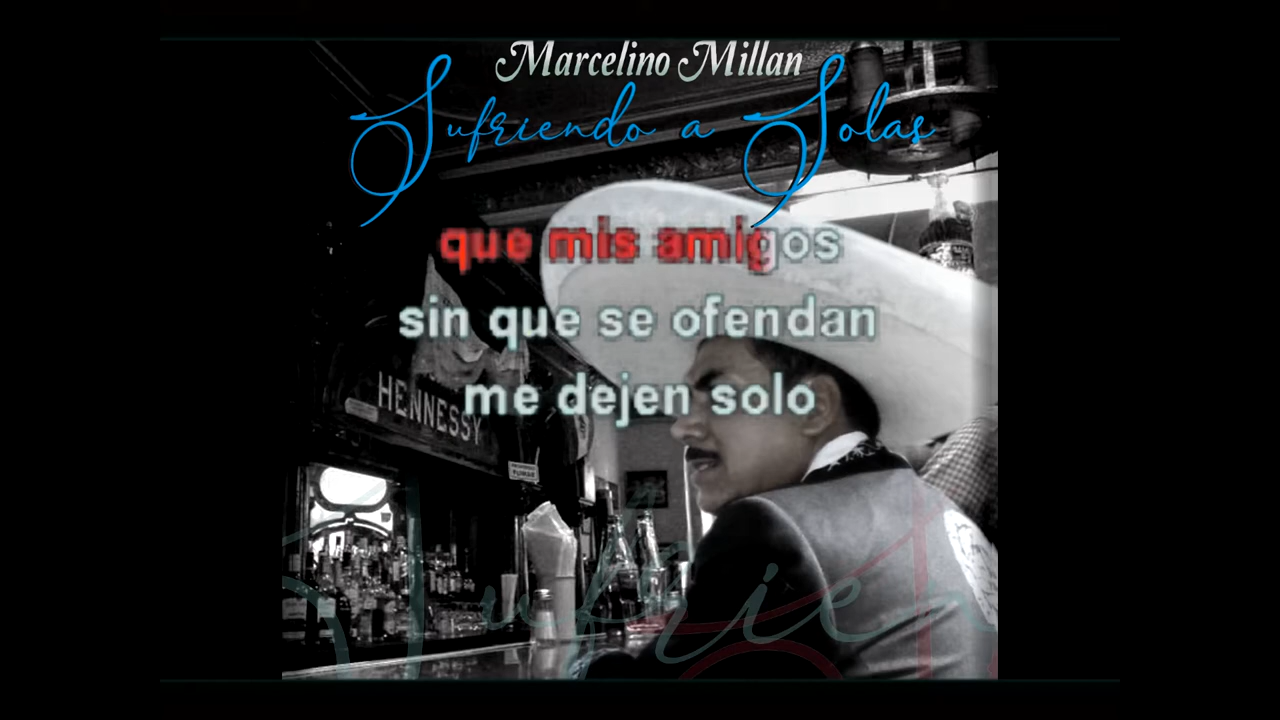 Marcelino Millan
Sufriendo a Solas
que mis amigos
sin que se ofendan
me dejen solo
HENNESSY